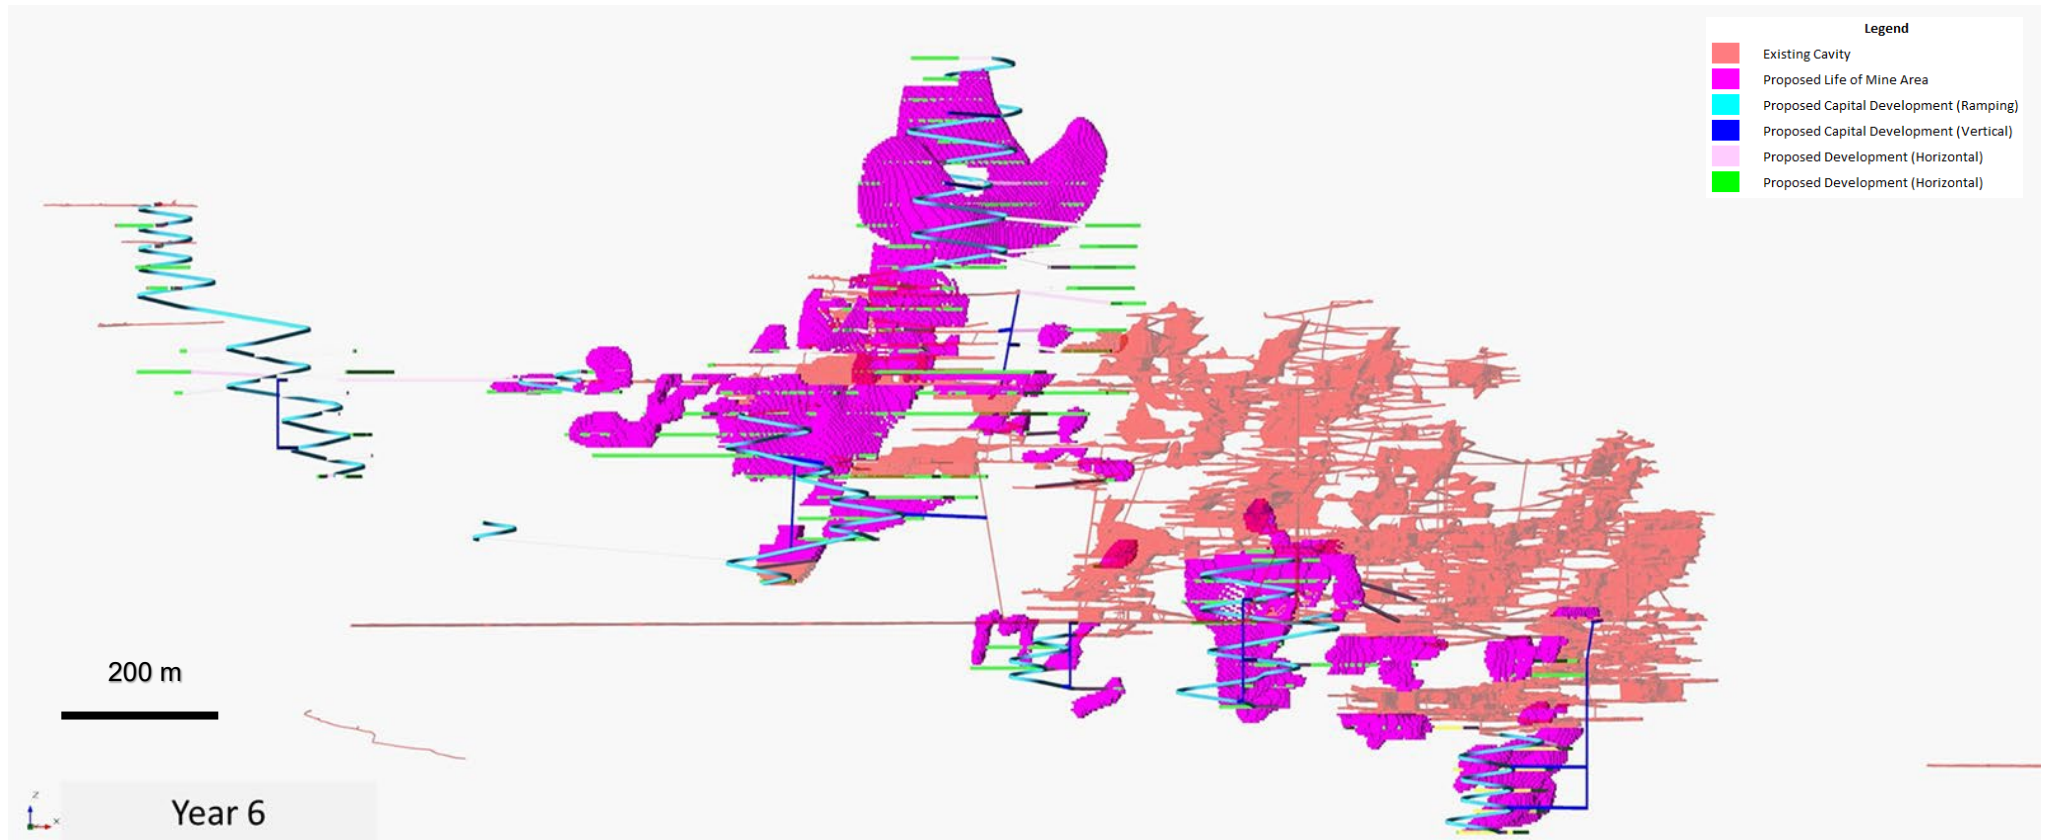 Legend
Existing Cavity
Proposed Life of Mine Area
Proposed Capital Development (Ramping)
Proposed Capital Development (Vertical)
Proposed Development (Horizontal)
Proposed Development (Horizontal)
200 m
Z
X
Year 6